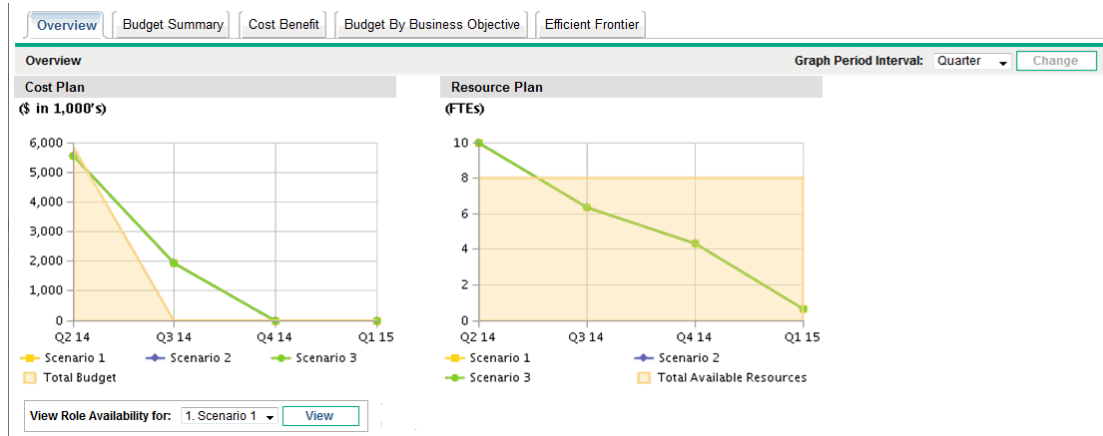 Overview Budget Summary Cost Benefit Budget By Business Objective Efficient Frontier
Overview Graph Period Interval: Quarter Change
Cost Plan
($ in 1,000's)
6,000
5,000
4,000
3,000
2,000
1,000
0
Q2 14 Q3 14 Q4 14 Q1 15
Scenario 1 Scenario 2 Scenario 3
Total Budget
Resource Plan
(FTEs)
10
8
6
4
2
0
Q2 14 Q3 14 Q4 14 Q1 15
Scenario 1 Scenario 2
Scenario 3 Total Available Resources
View Role Availability for: 1. Scenario 1 View